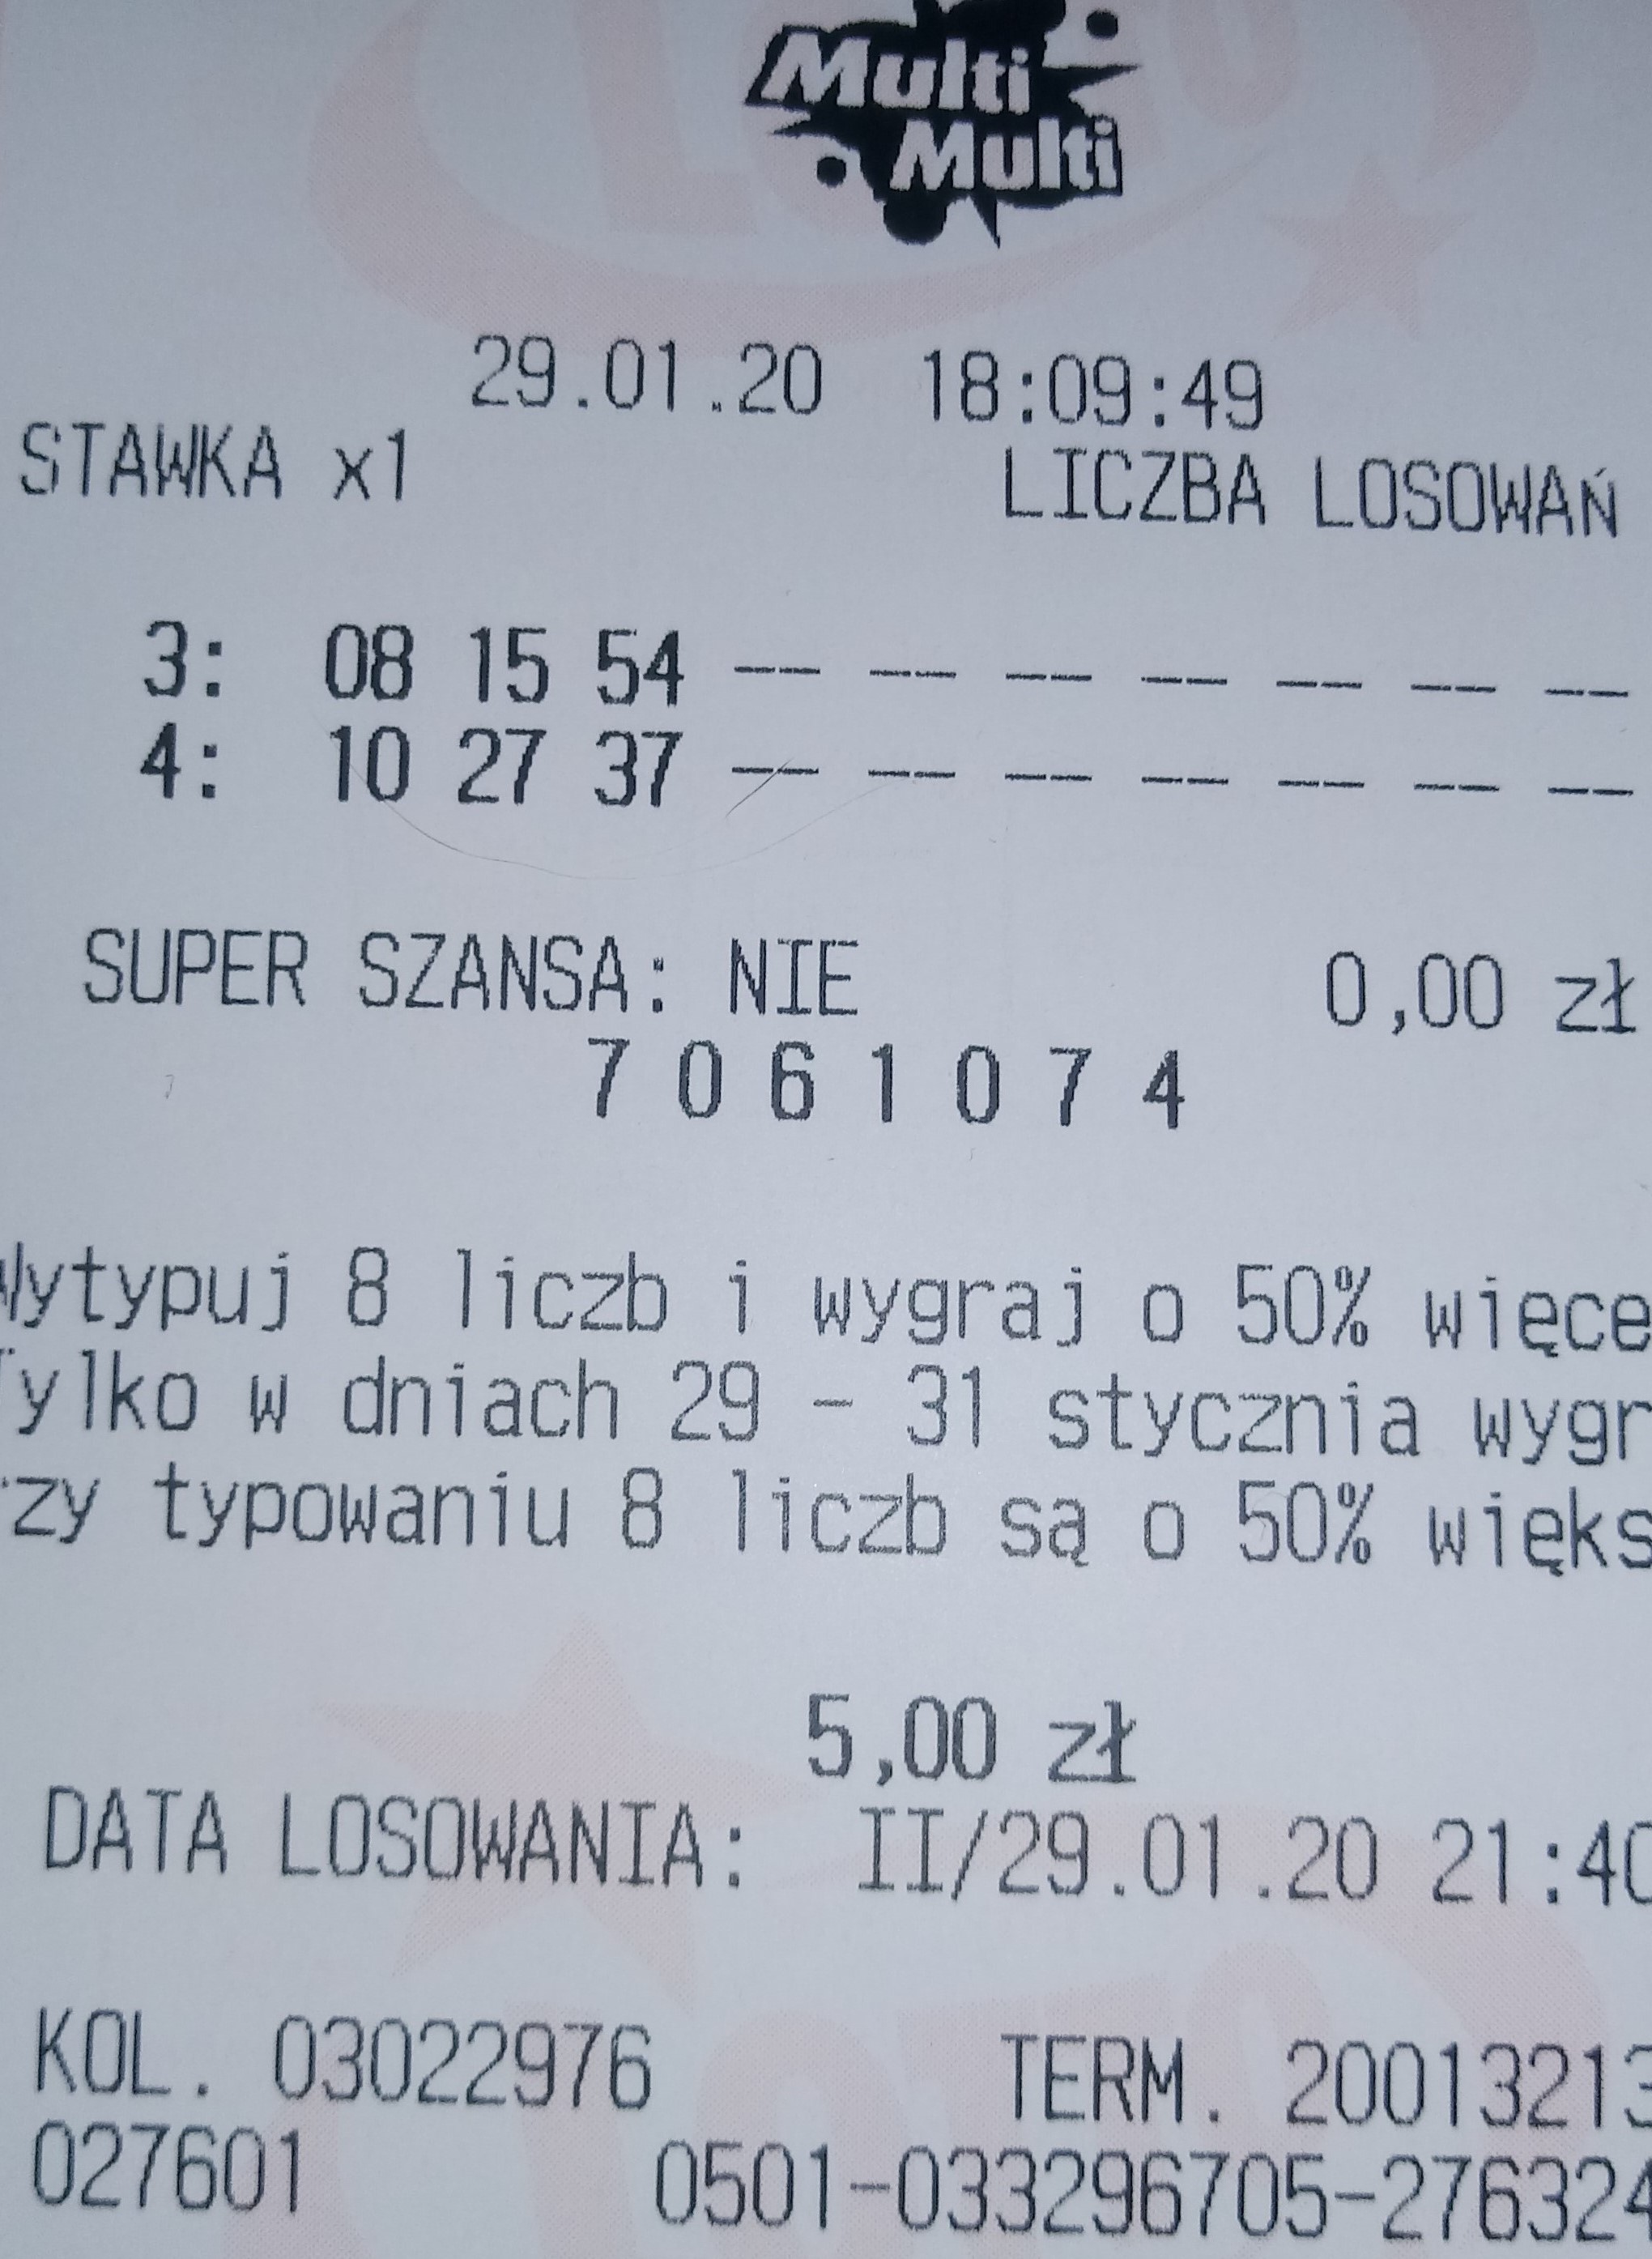 Multi
Multi
29.01.20 18:09:49
STAWKA x1 LICZBA LOSOWAŃ
3: 08 15 54 -- -- -- -- -- -- --
4: 10 27 37 -- -- -- -- -- -- --
SUPER SZANSA: NIE 0,00 zł
7 0 6 1 0 7 4
Wytypuj 8 liczb i wygraj o 50% więce
Tylko w dniach 29 - 31 stycznia wygr
rzy typowaniu 8 liczb są o 50% więks
5,00 zł
DATA LOSOWANIA: II/29.01.20 21:40
KOL. 03022976 TERM. 20013213
027601 0501-033296705-276324